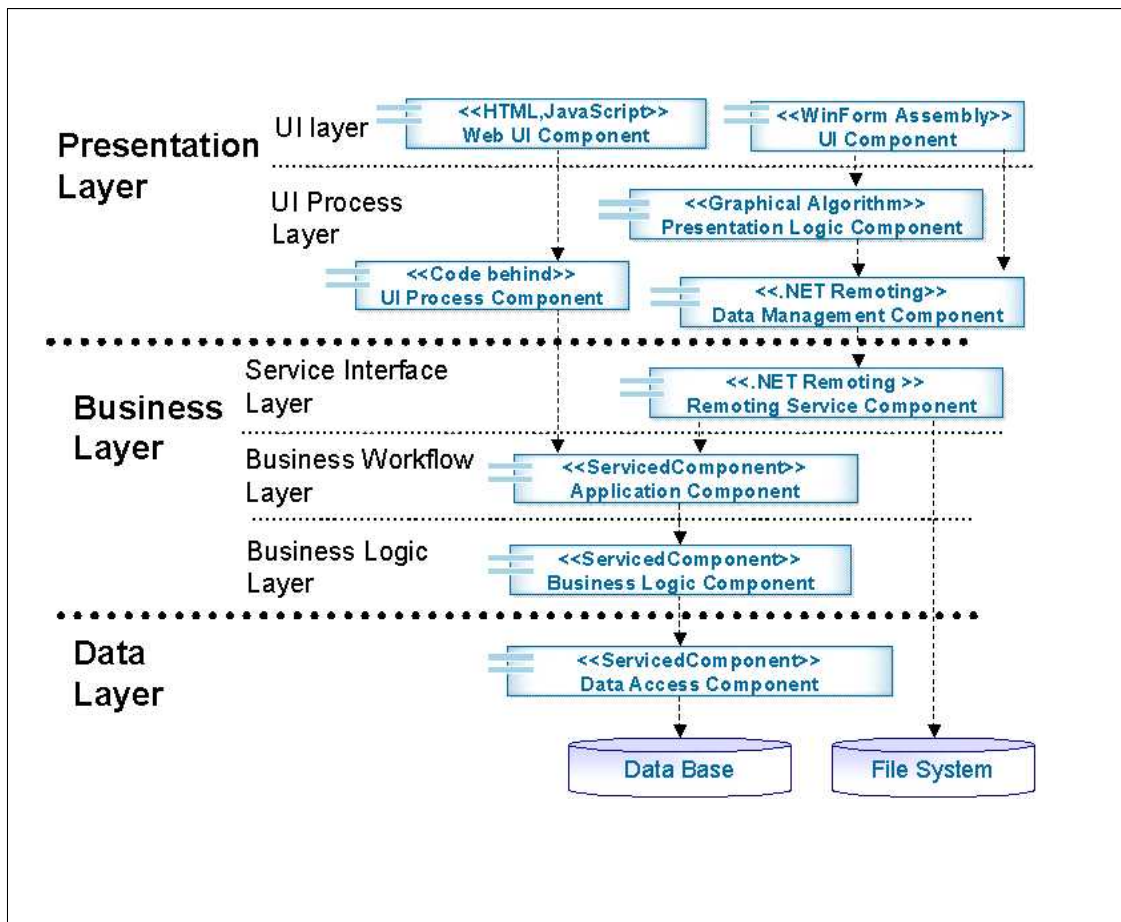 <<HTML,JavaScript>>
Web UI Component
<<WinForm Assembly>>
UI Component
UI layer
Presentation
Layer
UI Process
Layer
<<Graphical Algorithm>>
Presentation Logic Component
<<Code behind>>
UI Process Component
<<.NET Remoting>>
Data Management Component
Business
Layer
Service Interface
Layer
<<.NET Remoting >>
Remoting Service Component
Business Workflow
Layer
<<ServicedComponent>>
Application Component
Business Logic
Layer
<<ServicedComponent>>
Business Logic Component
Data
Layer
<<ServicedComponent>>
Data Access Component
Data Base
File System